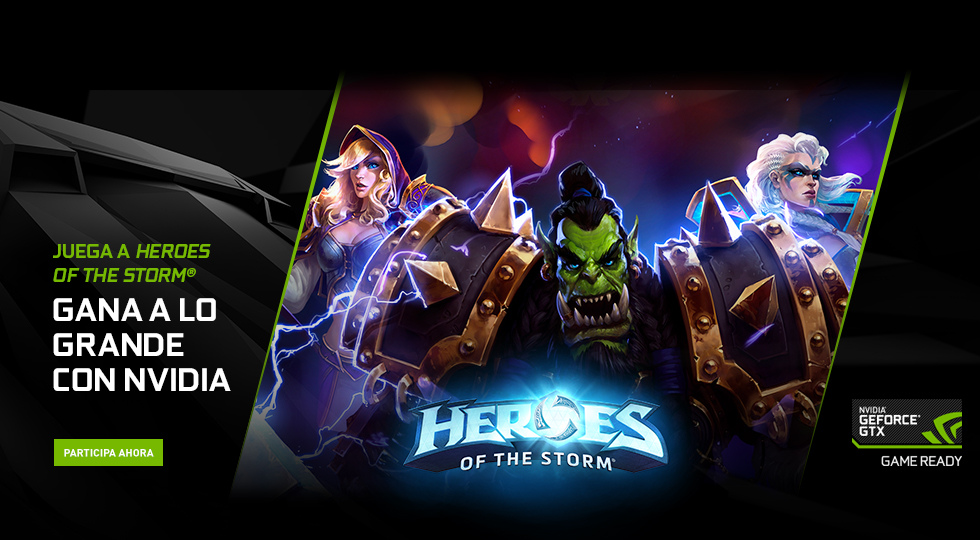 JUEGA A HEROES
OF THE STORM®
GANA A LO
GRANDE
CON NVIDIA
PARTICIPA AHORA
HEROES
OF THE STORM®
NVIDIA®
GEFORCE®
GTX
GAME READY